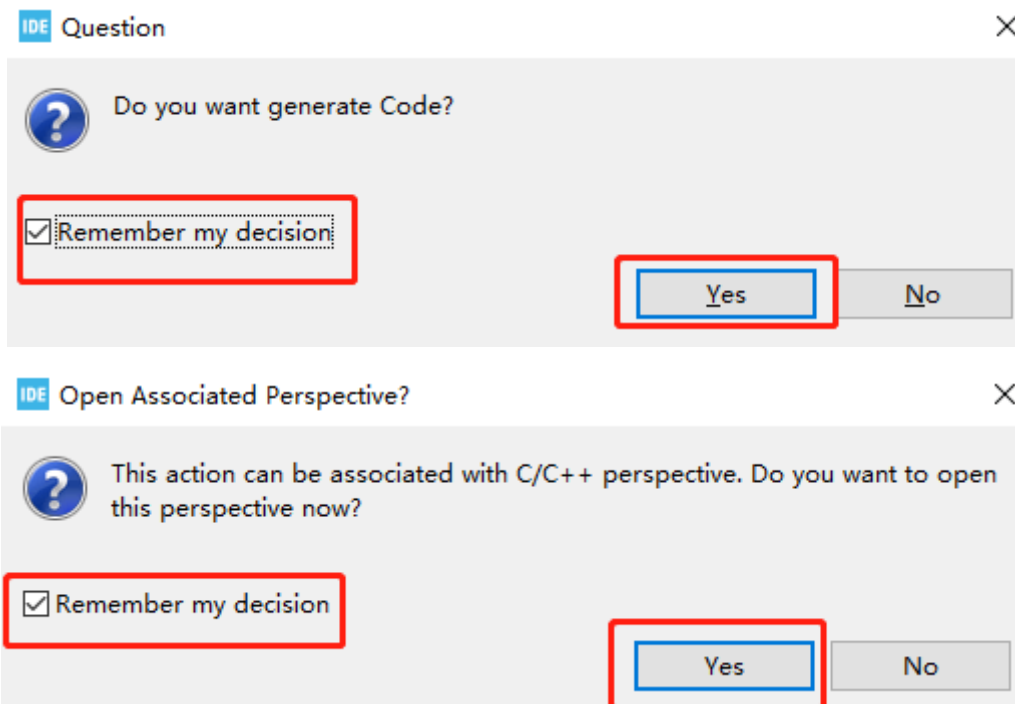 IDE Question
Do you want generate Code?
Remember my decision
Yes No
IDE Open Associated Perspective?
This action can be associated with C/C++ perspective. Do you want to open
this perspective now?
Remember my decision
Yes No